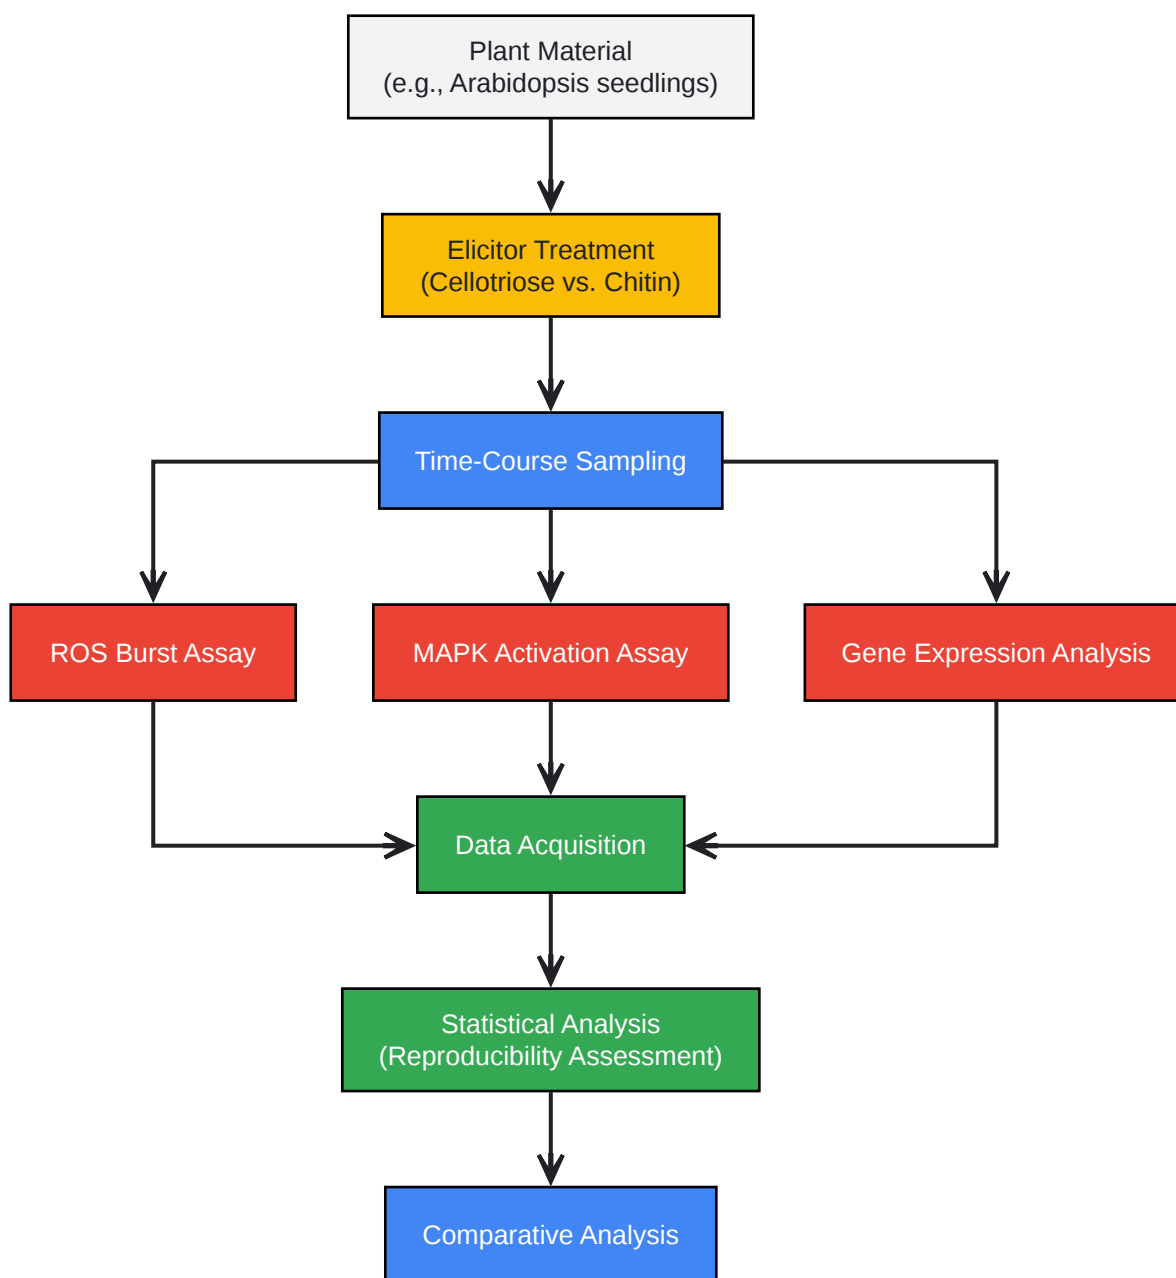 Plant Material
(e.g., Arabidopsis seedlings)
Elicitor Treatment
(Cellotriose vs. Chitin)
Time-Course Sampling
ROS Burst Assay
MAPK Activation Assay
Gene Expression Analysis
Data Acquisition
Statistical Analysis
(Reproducibility Assessment)
Comparative Analysis